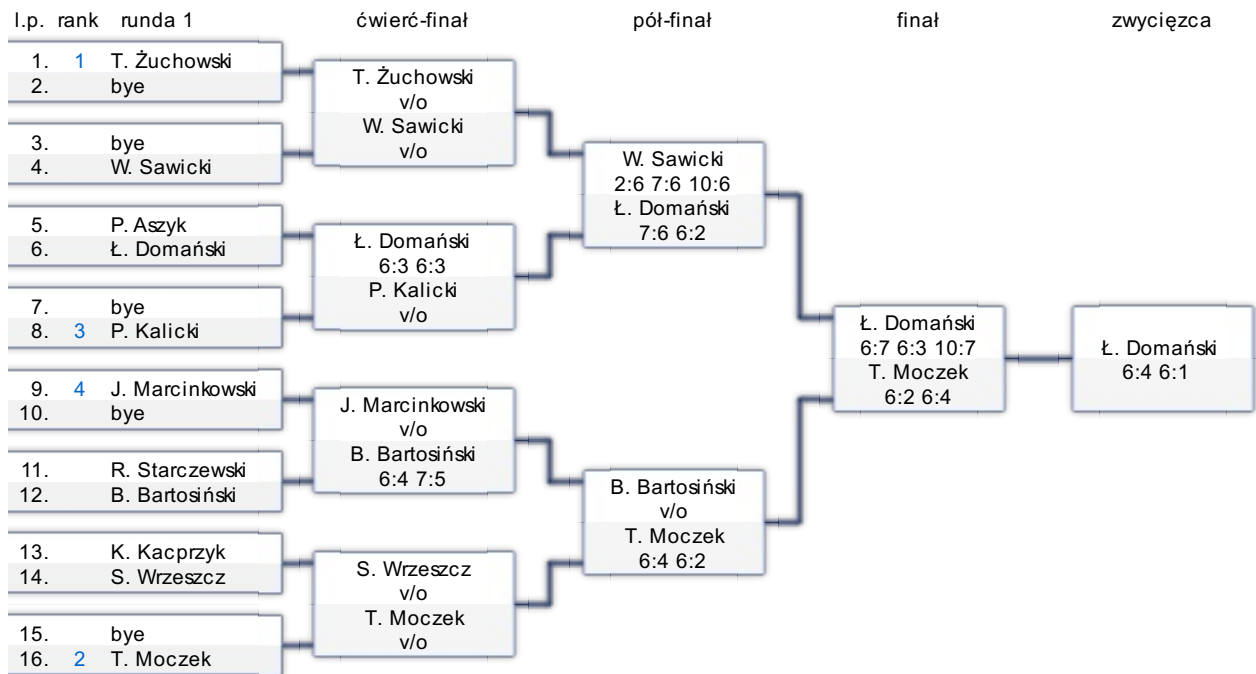 l.p. rank runda 1 ćwierć-finał pół-finał finał zwycięzca
1. 1 T. Żuchowski
2. bye
3. bye
4. W. Sawicki
5. P. Aszyk
6. Ł. Domański
7. bye
8. 3 P. Kalicki
9. 4 J. Marcinkowski
10. bye
11. R. Starczewski
12. B. Bartosiński
13. K. Kacprzyk
14. S. Wrzeszcz
15. bye
16. 2 T. Moczek
T. Żuchowski
v/o
W. Sawicki
v/o
Ł. Domański
6:3 6:3
P. Kalicki
v/o
J. Marcinkowski
v/o
B. Bartosiński
6:4 7:5
S. Wrzeszcz
v/o
T. Moczek
v/o
W. Sawicki
2:6 7:6 10:6
Ł. Domański
7:6 6:2
B. Bartosiński
v/o
T. Moczek
6:4 6:2
Ł. Domański
6:7 6:3 10:7
T. Moczek
6:2 6:4
Ł. Domański
6:4 6:1